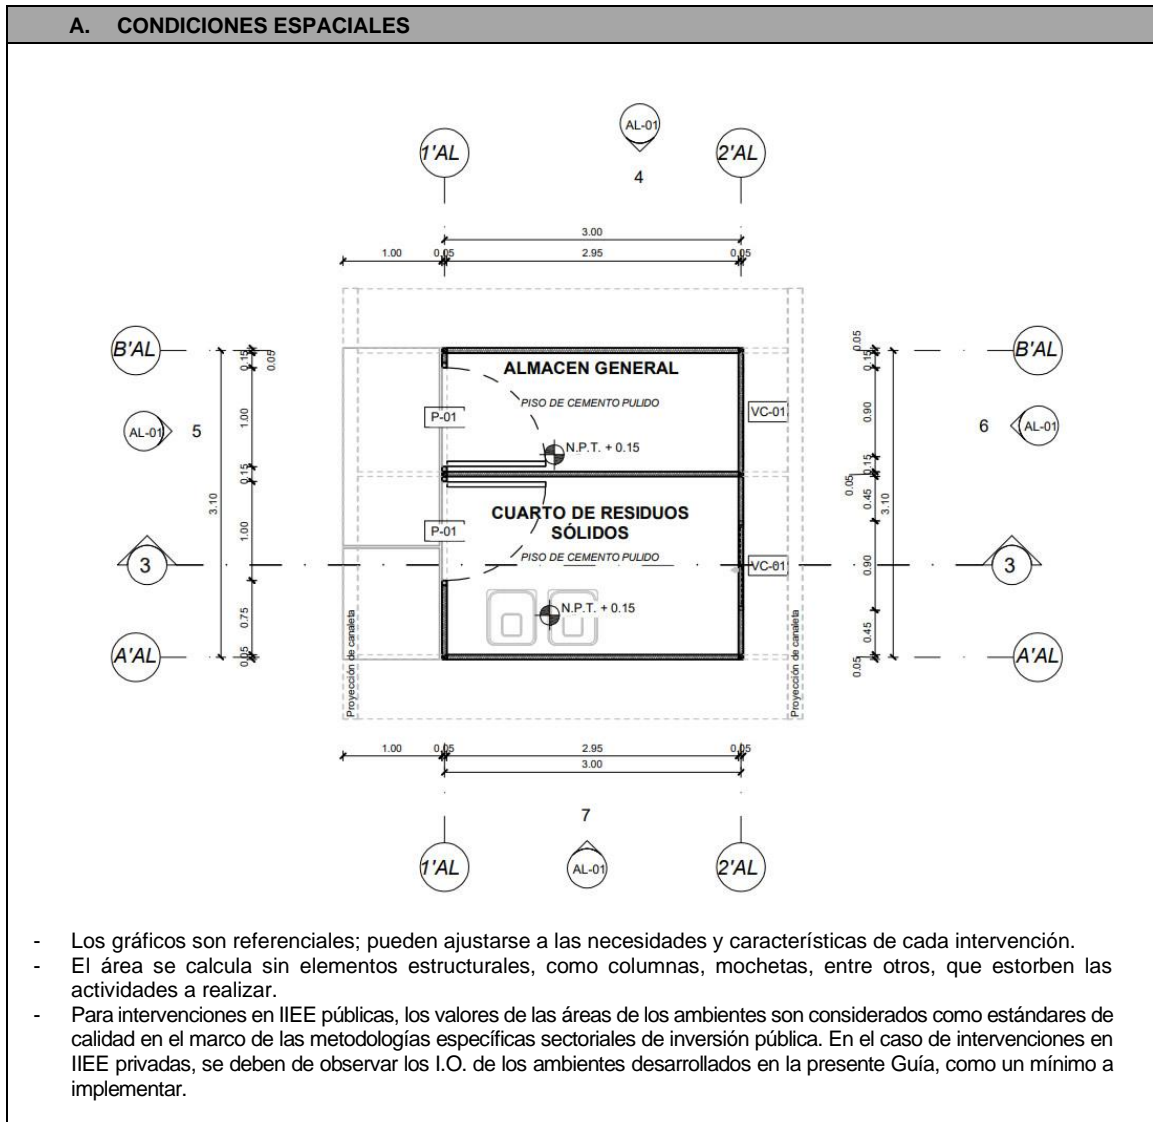 A. CONDICIONES ESPACIALES
AL-01
4
1'AL
2'AL
3.00
1.00
0.05
2.95
0.05
B'AL
B'AL
0.15
0.05
0.05
0.15
ALMACEN GENERAL
PISO DE CEMENTO PULIDO
P-01
VC-01
AL-01
5
6
AL-01
1.00
0.90
N.P.T. + 0.15
0.15
0.15
0.05
3.10
3.10
0.45
CUARTO DE RESIDUOS
SÓLIDOS
P-01
1.00
PISO DE CEMENTO PULIDO
VC-01
3
3
0.90
N.P.T. + 0.15
0.75
0.45
A'AL
A'AL
0.05
0.05
Proyección de canaleta
Proyección de canaleta
1.00
0.05
2.95
0.05
3.00
7
1'AL
AL-01
2'AL
- Los gráficos son referenciales; pueden ajustarse a las necesidades y características de cada intervención.
- El área se calcula sin elementos estructurales, como columnas, mochetas, entre otros, que estorben las
actividades a realizar.
- Para intervenciones en IIEE públicas, los valores de las áreas de los ambientes son considerados como estándares de
calidad en el marco de las metodologías específicas sectoriales de inversión pública. En el caso de intervenciones en
IIEE privadas, se deben de observar los I.O. de los ambientes desarrollados en la presente Guía, como un mínimo a
implementar.